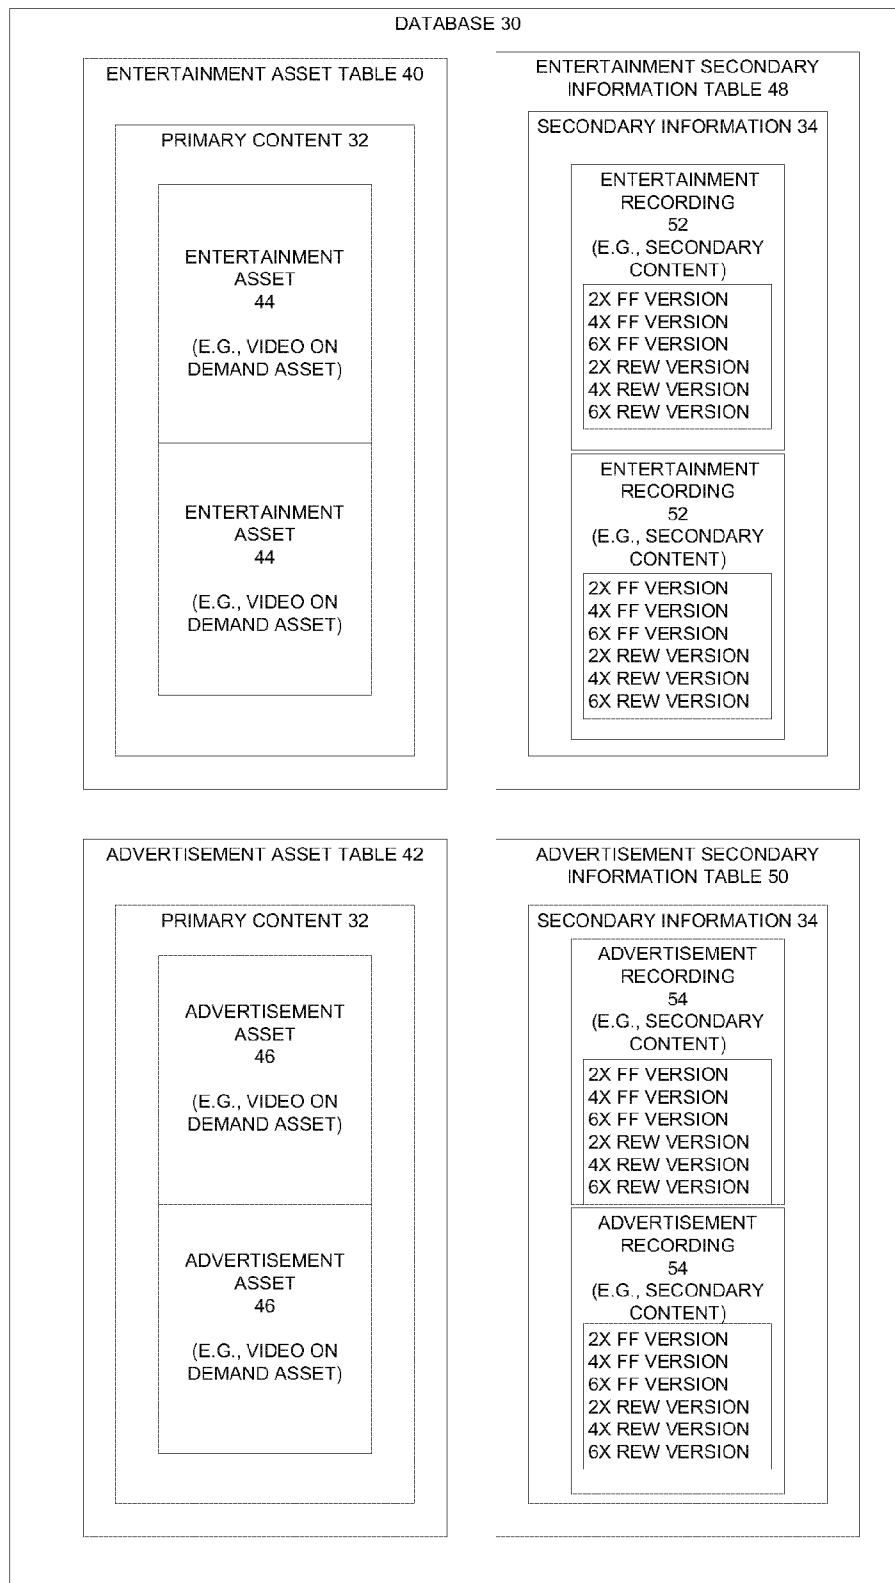 DATABASE 30
ENTERTAINMENT ASSET TABLE 40
PRIMARY CONTENT 32
ENTERTAINMENT
ASSET
44
(E.G., VIDEO ON
DEMAND ASSET)
ENTERTAINMENT
ASSET
44
(E.G., VIDEO ON
DEMAND ASSET)
ENTERTAINMENT SECONDARY
INFORMATION TABLE 48
SECONDARY INFORMATION 34
ENTERTAINMENT
RECORDING
52
(E.G., SECONDARY
CONTENT)
2X FF VERSION
4X FF VERSION
6X FF VERSION
2X REW VERSION
4X REW VERSION
6X REW VERSION
ENTERTAINMENT
RECORDING
52
(E.G., SECONDARY
CONTENT)
2X FF VERSION
4X FF VERSION
6X FF VERSION
2X REW VERSION
4X REW VERSION
6X REW VERSION
ADVERTISEMENT ASSET TABLE 42
PRIMARY CONTENT 32
ADVERTISEMENT
ASSET
46
(E.G., VIDEO ON
DEMAND ASSET)
ADVERTISEMENT
ASSET
46
(E.G., VIDEO ON
DEMAND ASSET)
ADVERTISEMENT SECONDARY
INFORMATION TABLE 50
SECONDARY INFORMATION 34
ADVERTISEMENT
RECORDING
54
(E.G., SECONDARY
CONTENT)
2X FF VERSION
4X FF VERSION
6X FF VERSION
2X REW VERSION
4X REW VERSION
6X REW VERSION
ADVERTISEMENT
RECORDING
54
(E.G., SECONDARY
CONTENT)
2X FF VERSION
4X FF VERSION
6X FF VERSION
2X REW VERSION
4X REW VERSION
6X REW VERSION